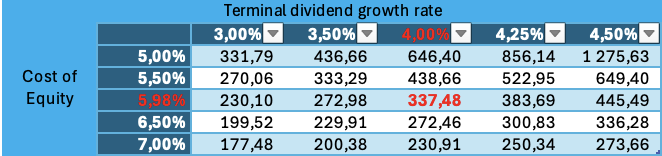 Terminal dividend growth rate
3,00% 3,50% 4,00% 4,25% 4,50%
5,00% 331,79 436,66 646,40 856,14 1 275,63
Cost of Equity
5,50% 270,06 333,29 438,66 522,95 649,40
5,98% 230,10 272,98 337,48 383,69 445,49
6,50% 199,52 229,91 272,46 300,83 336,28
7,00% 177,48 200,38 230,91 250,34 273,66